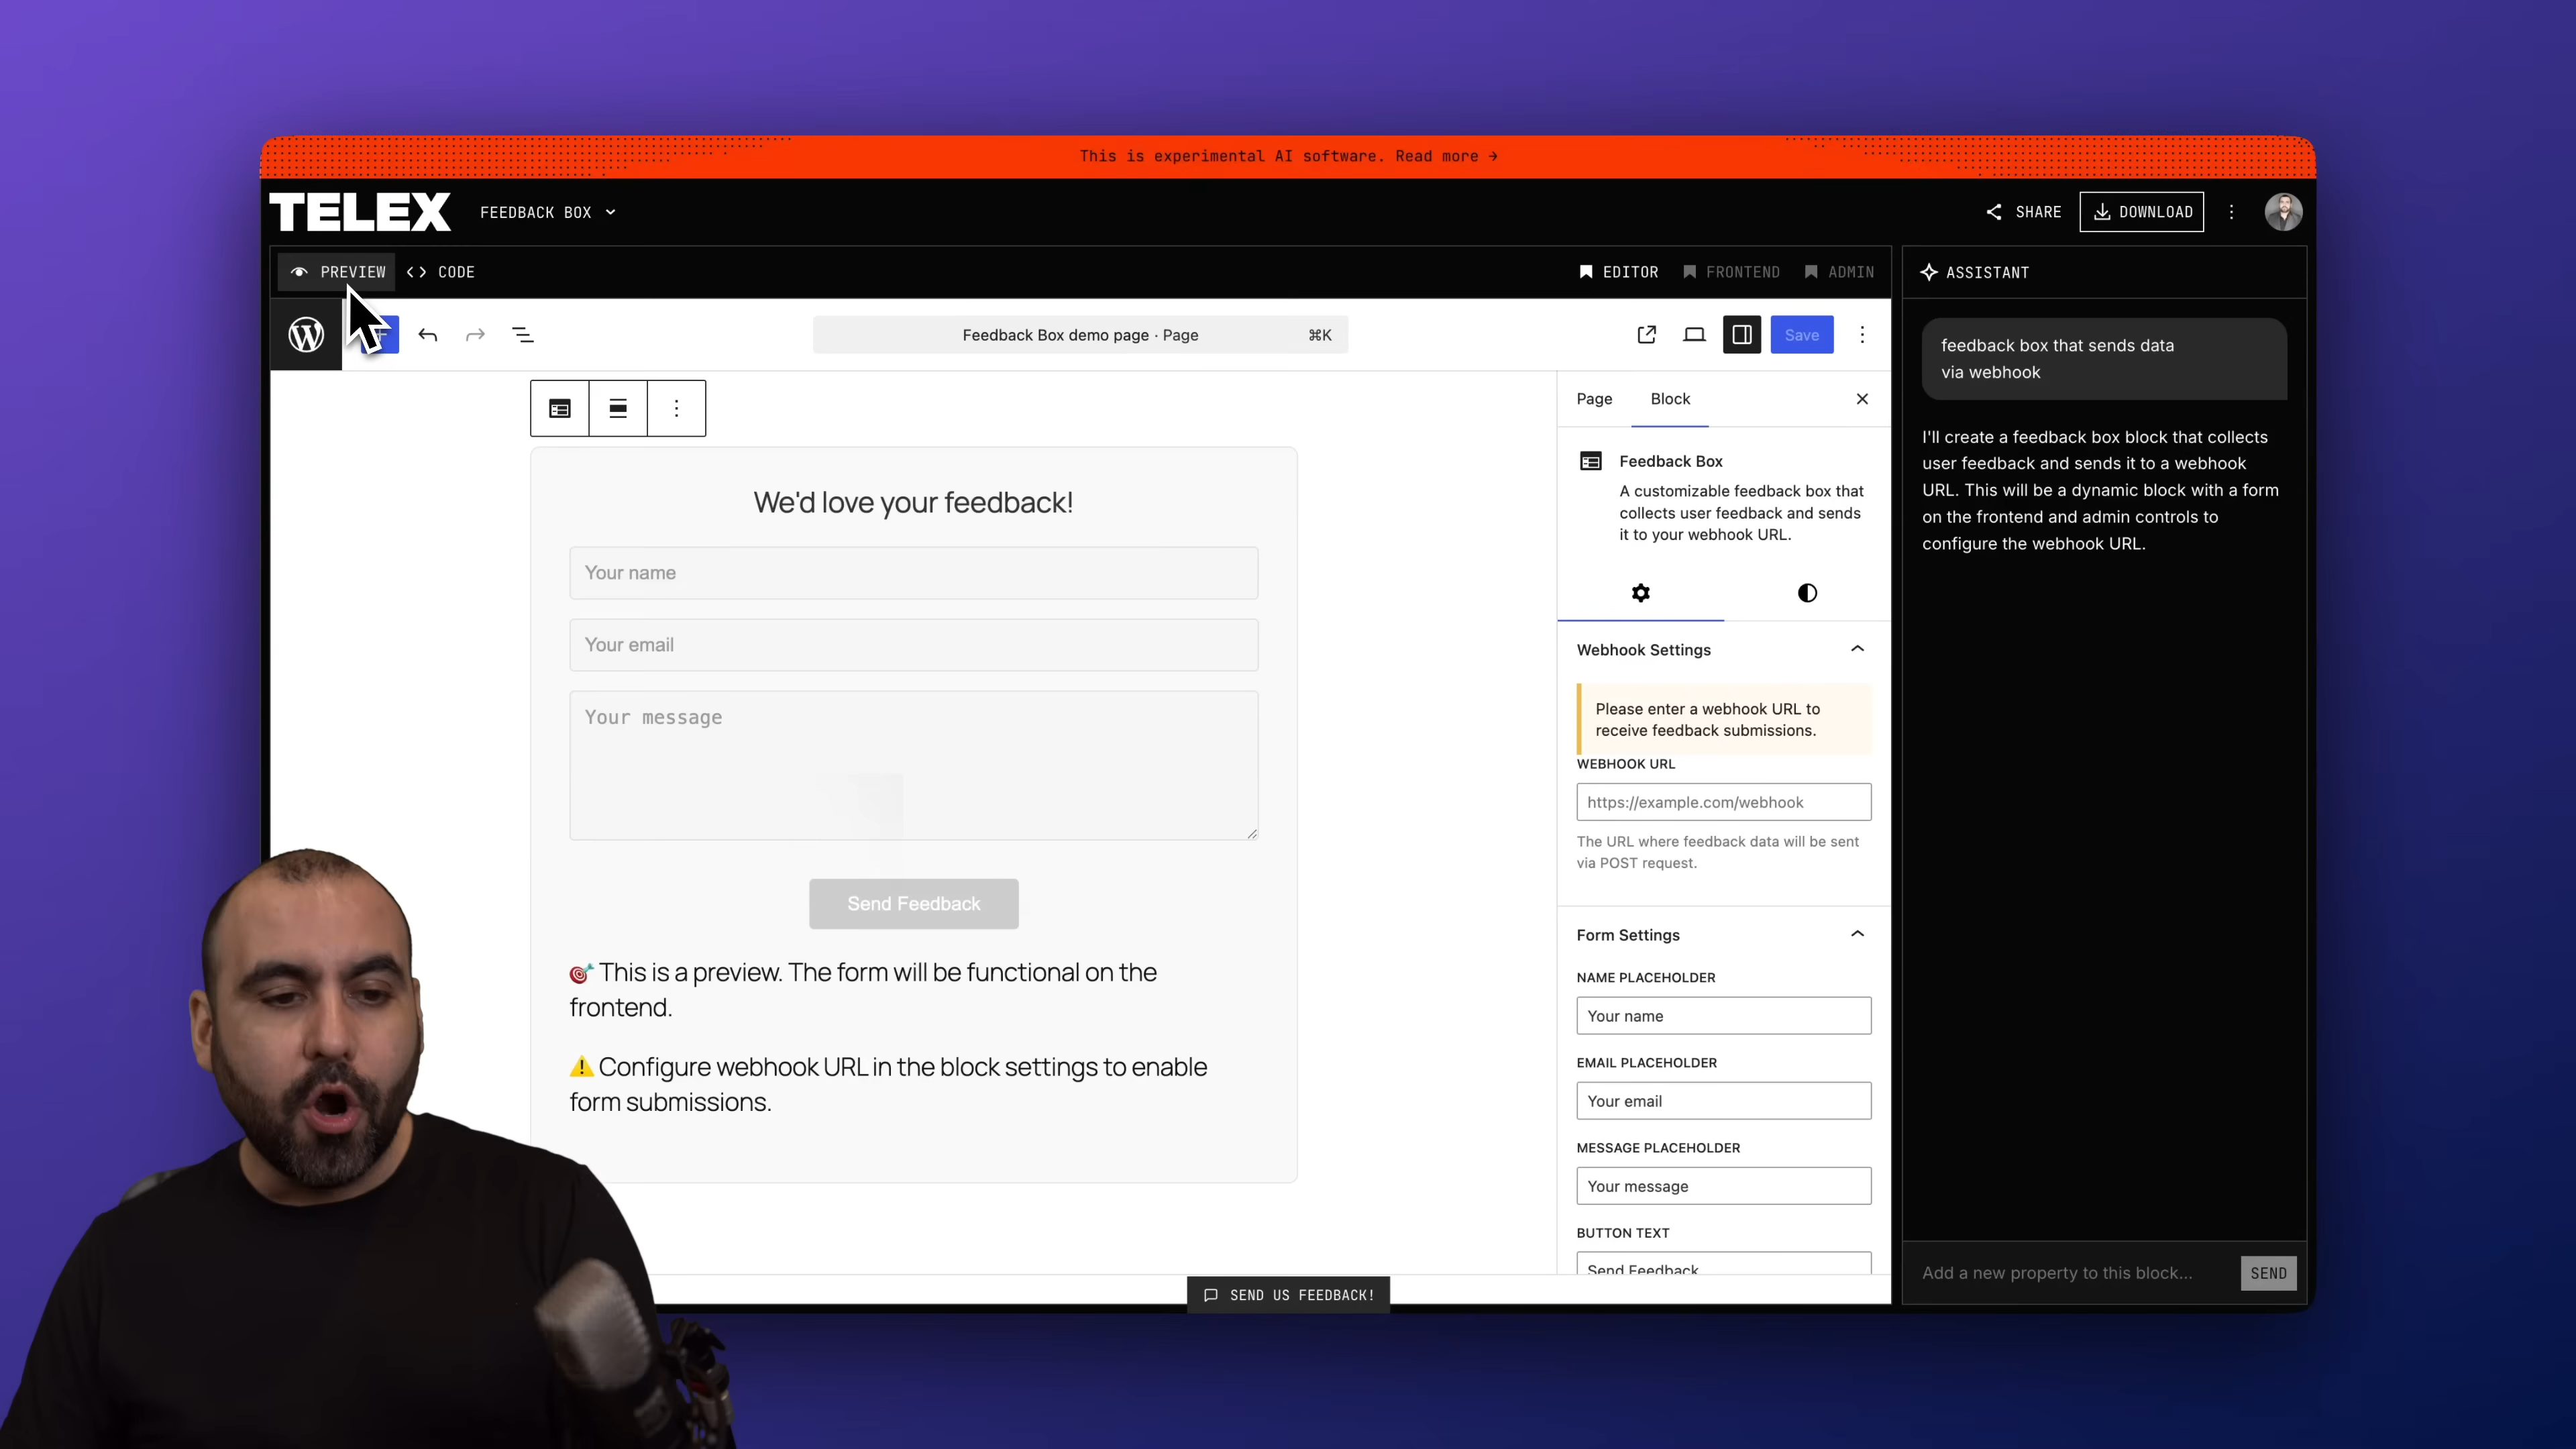 This is experimental AI software. Read more →
TELEX
FEEDBACK BOX
SHARE
DOWNLOAD
PREVIEW
CODE
EDITOR
FRONTEND
ADMIN
ASSISTANT
Feedback Box demo page · Page
⌘K
Save
We'd love your feedback!
Your name
Your email
Your message
Send Feedback
🎯 This is a preview. The form will be functional on the
frontend.
⚠️ Configure webhook URL in the block settings to enable
form submissions.
Page
Block
Feedback Box
A customizable feedback box that
collects user feedback and sends
it to your webhook URL.
Webhook Settings
Please enter a webhook URL to
receive feedback submissions.
WEBHOOK URL
https://example.com/webhook
The URL where feedback data will be sent
via POST request.
Form Settings
NAME PLACEHOLDER
Your name
EMAIL PLACEHOLDER
Your email
MESSAGE PLACEHOLDER
Your message
BUTTON TEXT
Send Feedback
feedback box that sends data
via webhook
I'll create a feedback box block that collects
user feedback and sends it to a webhook
URL. This will be a dynamic block with a form
on the frontend and admin controls to
configure the webhook URL.
Add a new property to this block...
SEND
SEND US FEEDBACK!